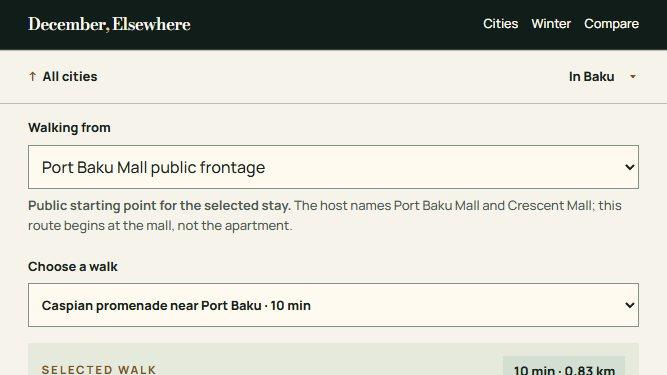 December, Elsewhere
Cities Winter Compare
↑ All cities
In Baku
Walking from
Port Baku Mall public frontage
Public starting point for the selected stay. The host names Port Baku Mall and Crescent Mall; this
route begins at the mall, not the apartment.
Choose a walk
Caspian promenade near Port Baku · 10 min
SELECTED WALK
10 min · 0.83 km